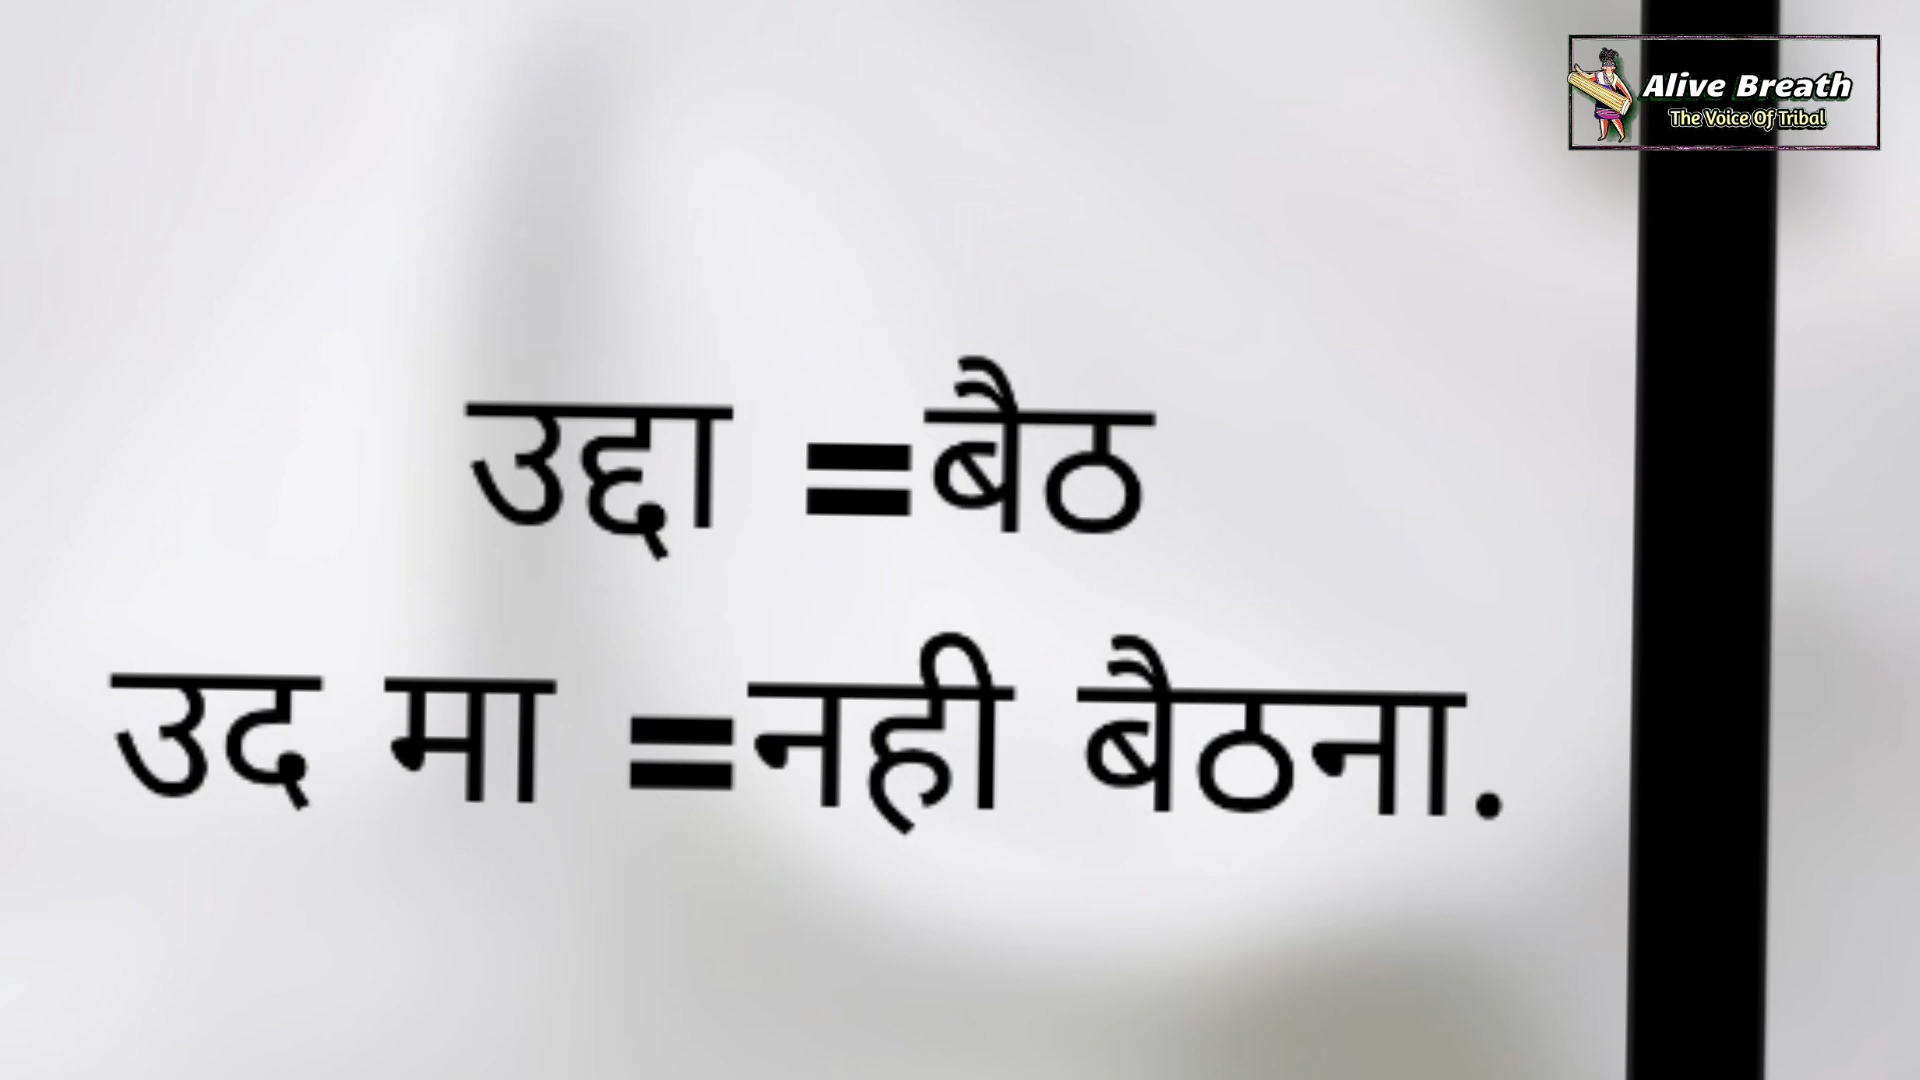 Alive Breath
The Voice Of Tribal
उद्दा =बैठ
उद मा =नही बैठना.